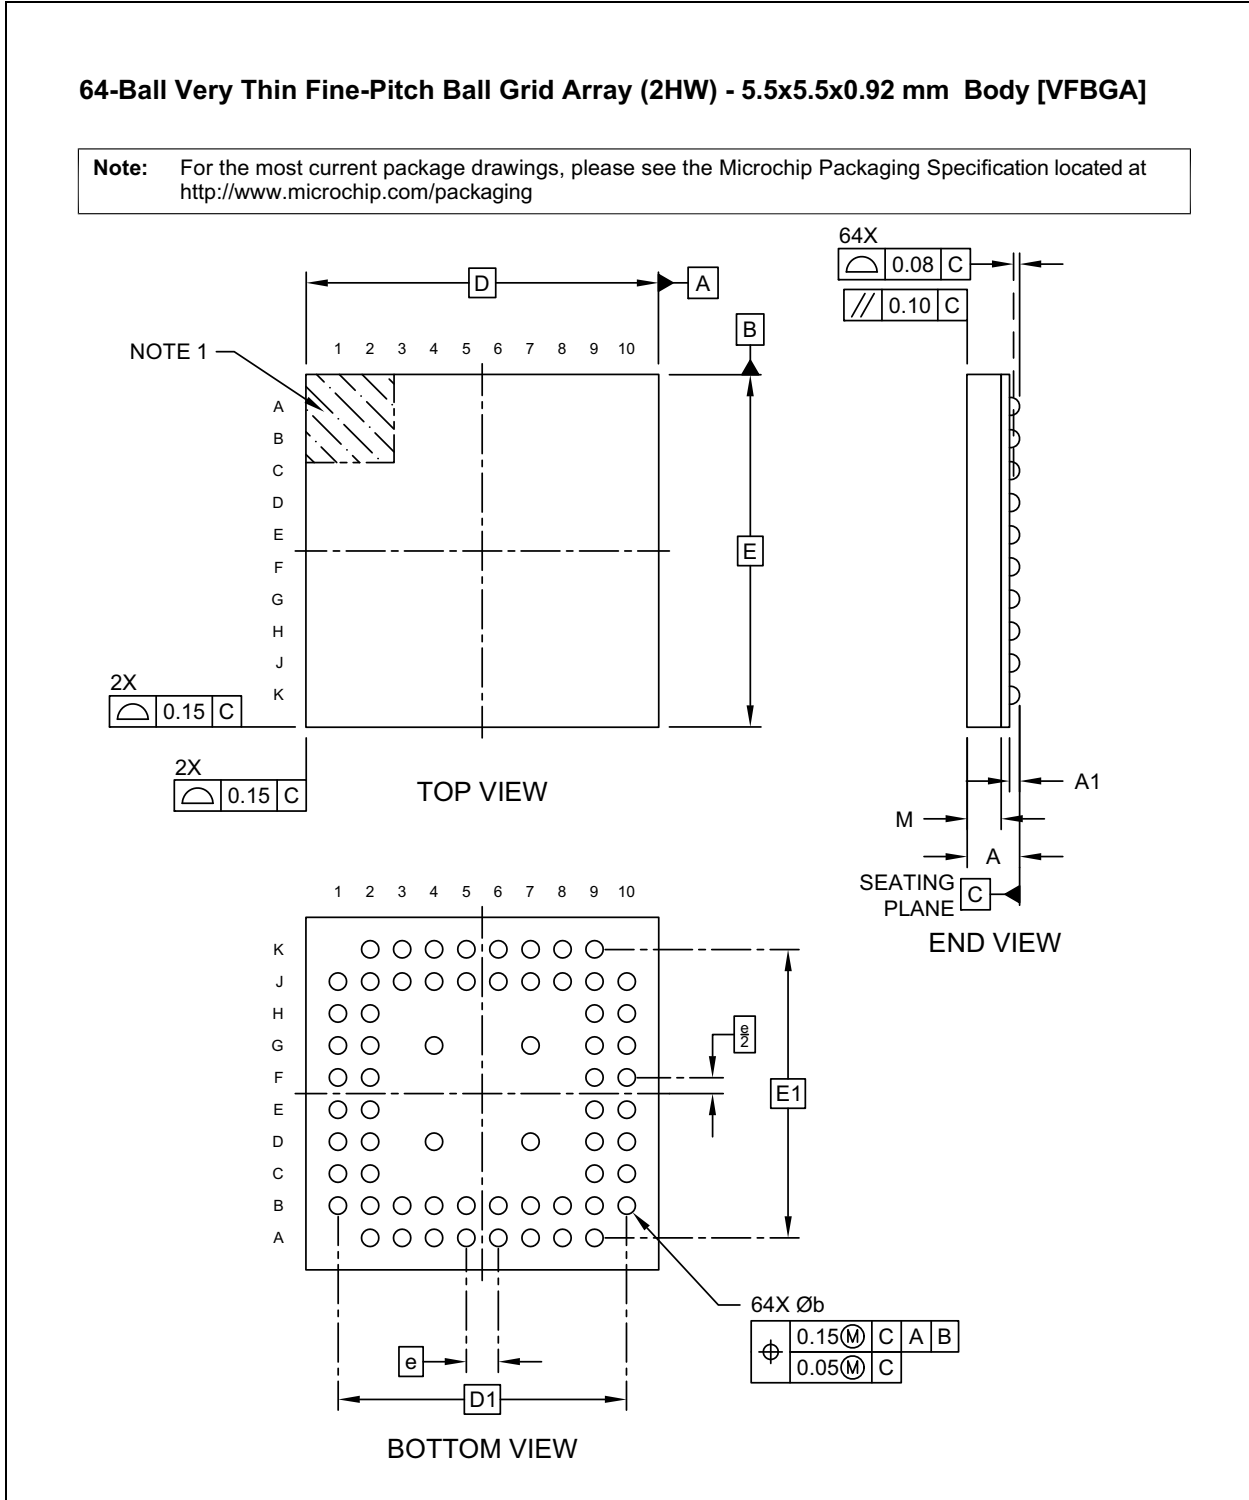 64-Ball Very Thin Fine-Pitch Ball Grid Array (2HW) - 5.5x5.5x0.92 mm Body [VFBGA]
Note: For the most current package drawings, please see the Microchip Packaging Specification located at
http://www.microchip.com/packaging
64X
0.08 C
// 0.10 C
D
A
B
NOTE 1
1 2 3 4 5 6 7 8 9 10
A
B
C
D
E
F
G
H
J
K
E
2X
0.15 C
2X
0.15 C
TOP VIEW
A1
M
A
SEATING
PLANE
C
END VIEW
1 2 3 4 5 6 7 8 9 10
K
J
H
G
F
E
D
C
B
A
e
2
E1
64X Øb
0.15Ⓜ C A B
0.05Ⓜ C
e
D1
BOTTOM VIEW